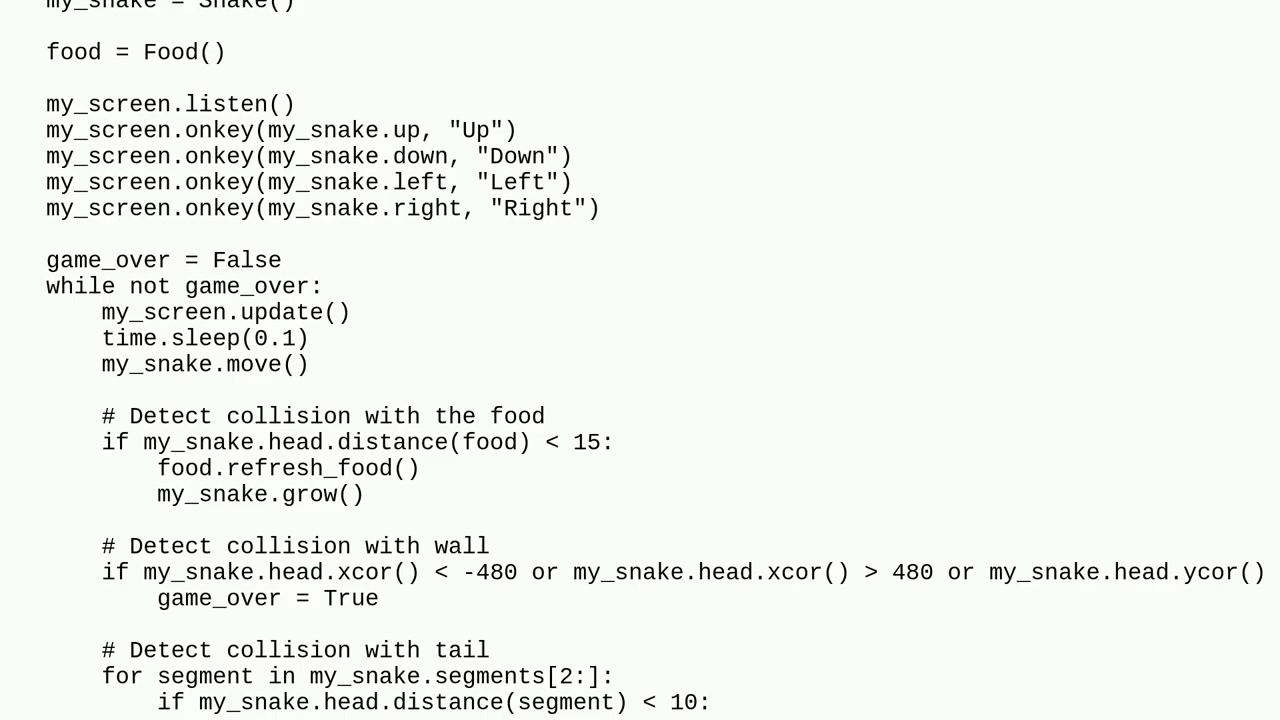 my_snake = Snake()
food = Food()
my_screen.listen()
my_screen.onkey(my_snake.up, "Up")
my_screen.onkey(my_snake.down, "Down")
my_screen.onkey(my_snake.left, "Left")
my_screen.onkey(my_snake.right, "Right")
game_over = False
while not game_over:
    my_screen.update()
    time.sleep(0.1)
    my_snake.move()
    # Detect collision with the food
    if my_snake.head.distance(food) < 15:
        food.refresh_food()
        my_snake.grow()
    # Detect collision with wall
    if my_snake.head.xcor() < -480 or my_snake.head.xcor() > 480 or my_snake.head.ycor()
        game_over = True
    # Detect collision with tail
    for segment in my_snake.segments[2:]:
        if my_snake.head.distance(segment) < 10: